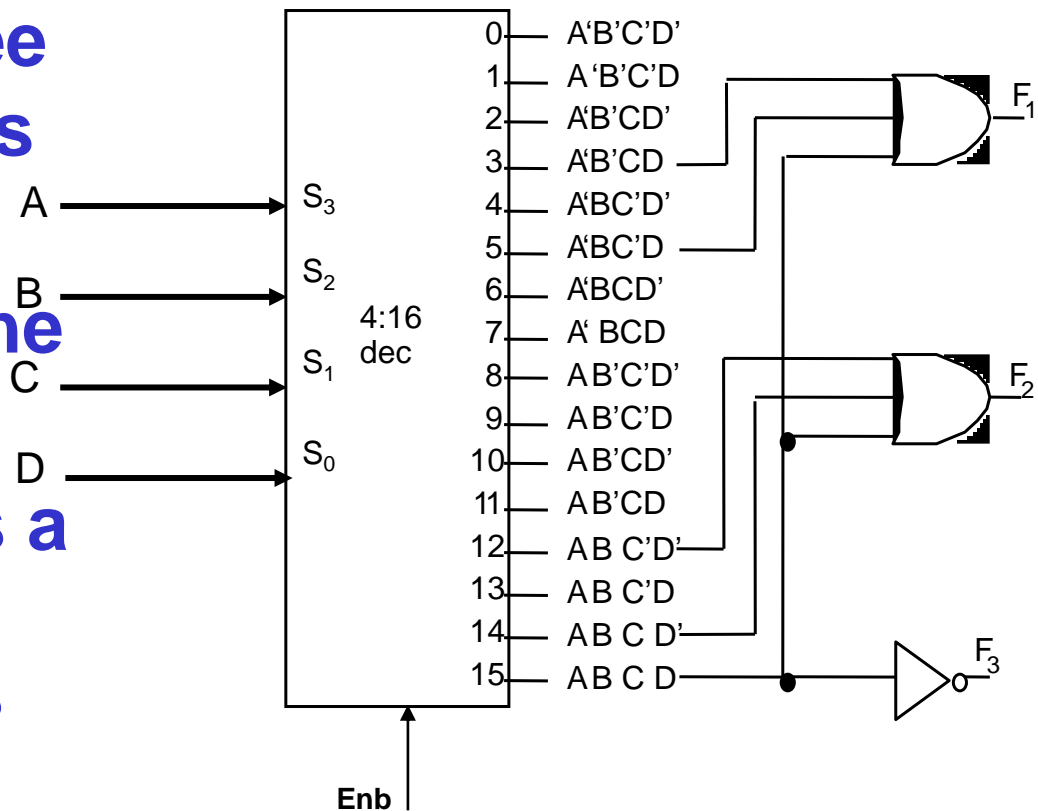 ee
s
A
B
ne
C
D
s a
S3
S2
S1
S0
4:16
dec
0 A'B'C'D'
1 A'B'C'D
2 A'B'CD'
3 A'B'CD
4 A'BC'D'
5 A'BC'D
6 A'BCD'
7 A' BCD
8 AB'C'D'
9 AB'C'D
10 AB'CD'
11 AB'CD
12 AB C'D'
13 AB C'D
14 AB C D'
15 AB C D
F1
F2
F3
Enb